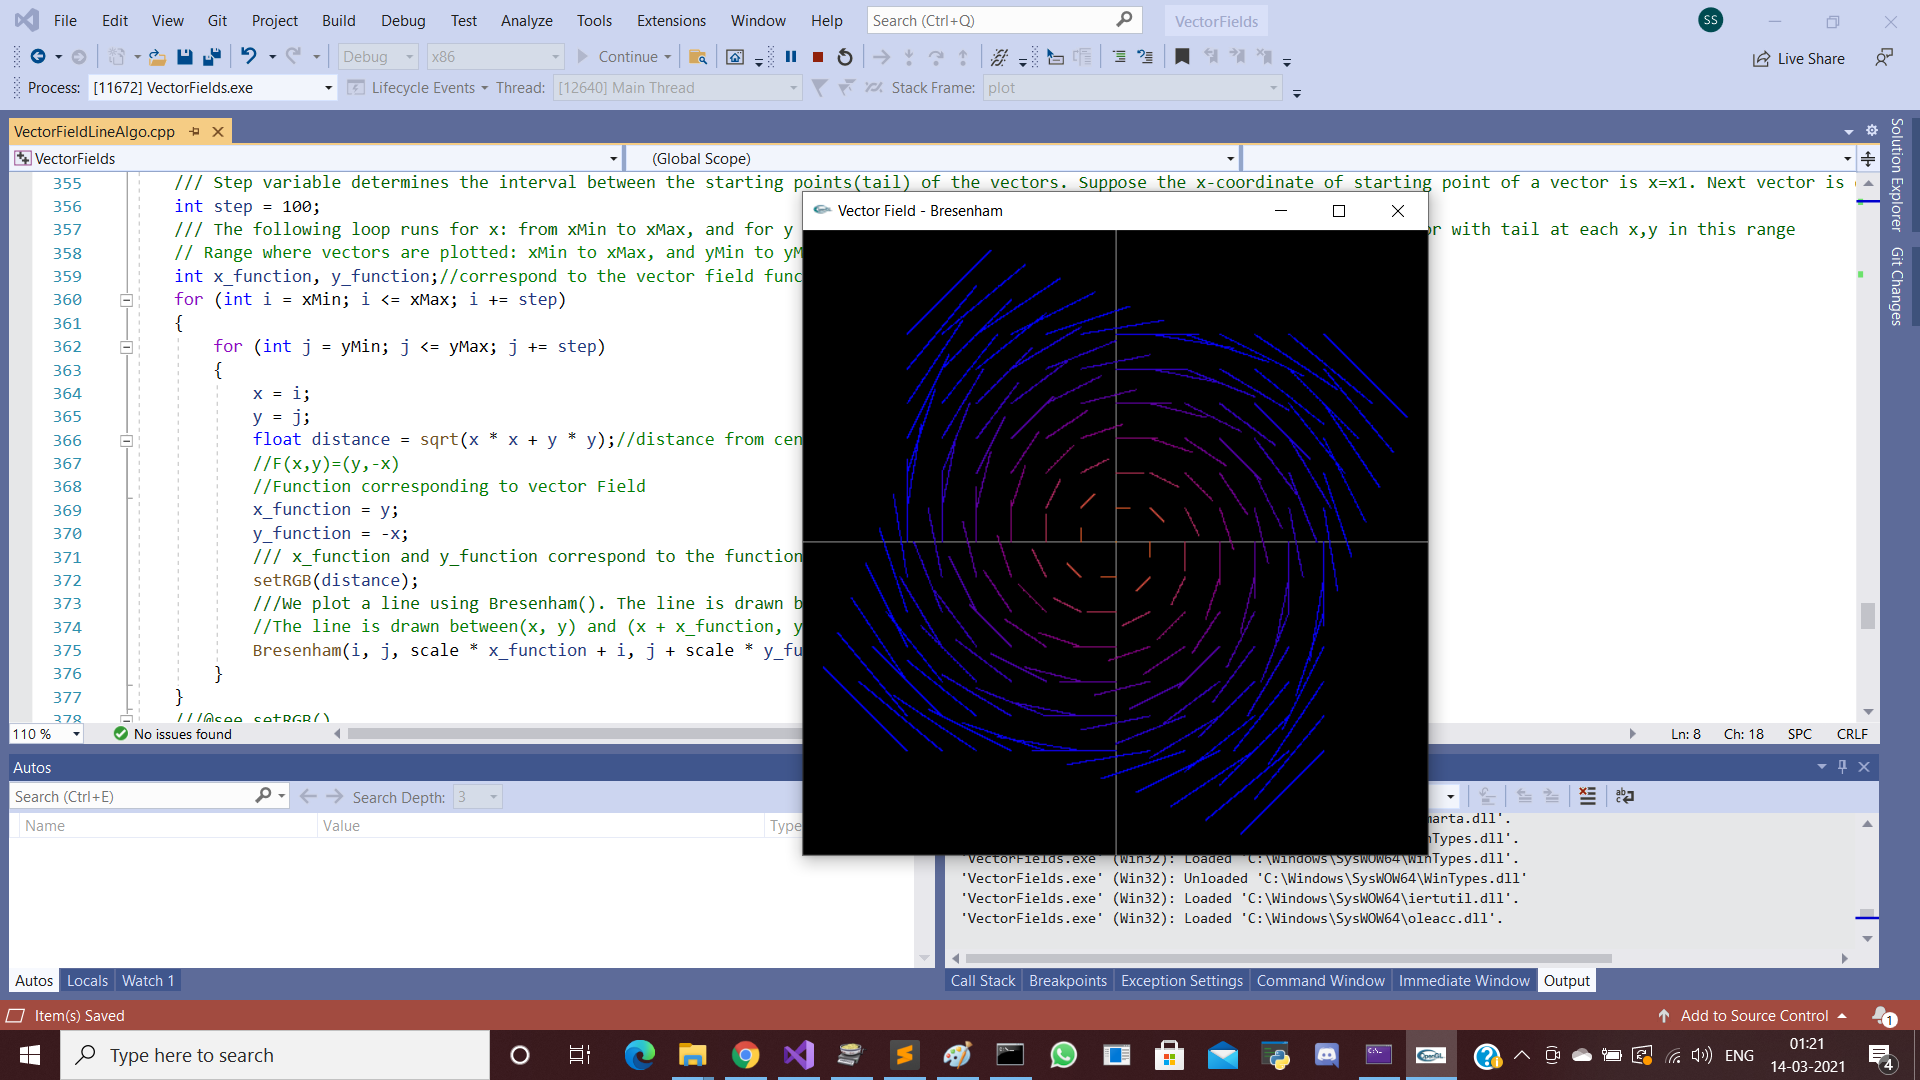 File Edit View Git Project Build Debug Test Analyze Tools Extensions Window Help Search (Ctrl+Q) VectorFields SS
Debug x86 Continue Live Share
Process: [11672] VectorFields.exe Lifecycle Events Thread: [12640] Main Thread Stack Frame: plot
VectorFieldLineAlgo.cpp
VectorFields (Global Scope)
355 /// Step variable determines the interval between the starting points(tail) of the vectors. Suppose the x-coordinate of starting point of a vector is x=x1. Next vector is
356 int step = 100;
357 /// The following loop runs for x: from xMin to xMax, and for y or with tail at each x,y in this range
358 // Range where vectors are plotted: xMin to xMax, and yMin to yM
359 int x_function, y_function;//correspond to the vector field func
360 for (int i = xMin; i <= xMax; i += step)
361 {
362 for (int j = yMin; j <= yMax; j += step)
363 {
364 x = i;
365 y = j;
366 float distance = sqrt(x * x + y * y);//distance from cen
367 //F(x,y)=(y,-x)
368 //Function corresponding to vector Field
369 x_function = y;
370 y_function = -x;
371 /// x_function and y_function correspond to the function
372 setRGB(distance);
373 ///We plot a line using Bresenham(). The line is drawn b
374 //The line is drawn between(x, y) and (x + x_function, y
375 Bresenham(i, j, scale * x_function + i, j + scale * y_fu
376 }
377 }
378 ///@see setRGB()
Vector Field - Bresenham
Solution Explorer
Git Changes
110 % No issues found Ln: 8 Ch: 18 SPC CRLF
Autos
Search (Ctrl+E) Search Depth: 3
Name Value Type
marta.dll'.
inTypes.dll'.
'VectorFields.exe' (Win32): Loaded 'C:\Windows\SysWOW64\WinTypes.dll'.
'VectorFields.exe' (Win32): Unloaded 'C:\Windows\SysWOW64\WinTypes.dll'
'VectorFields.exe' (Win32): Loaded 'C:\Windows\SysWOW64\iertutil.dll'.
'VectorFields.exe' (Win32): Loaded 'C:\Windows\SysWOW64\oleacc.dll'.
Autos Locals Watch 1
Call Stack Breakpoints Exception Settings Command Window Immediate Window Output
Item(s) Saved Add to Source Control 1
Type here to search
OpenGL
ENG
01:21
14-03-2021
4